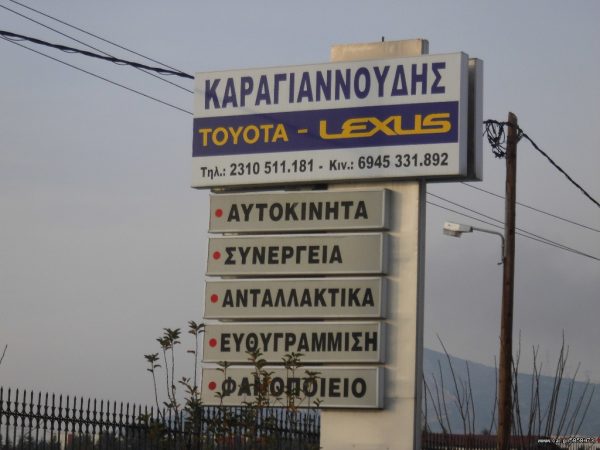 ΚΑΡΑΓΙΑΝΝΟΥΔΗΣ
TOYOTA - LEXUS
Τηλ.: 2310 511.181 - Κιν.: 6945 331.892
• ΑΥΤΟΚΙΝΗΤΑ
• ΣΥΝΕΡΓΕΙΑ
• ΑΝΤΑΛΛΑΚΤΙΚΑ
• ΕΥΘΥΓΡΑΜΜΙΣΗ
• ΦΑΝΟΠΟΙΕΙΟ